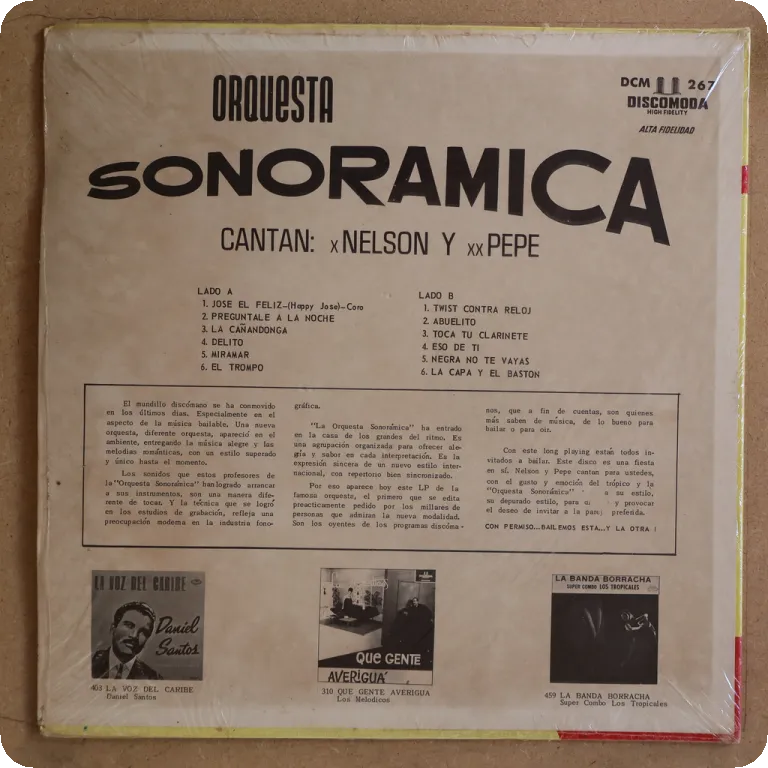 ORQUESTA
DCM 267
DISCOMODA
HIGH FIDELITY
ALTA FIDELIDAD
SONORAMICA
CANTAN: x NELSON Y xx PEPE
LADO A
1. JOSE EL FELIZ-(Happy Jose)-Coro
2. PREGUNTALE A LA NOCHE
3. LA CAÑANDONGA
4. DELITO
5. MIRAMAR
6. EL TROMPO
LADO B
1. TWIST CONTRA RELOJ
2. ABUELITO
3. TOCA TU CLARINETE
4. ESO DE TI
5. NEGRA NO TE VAYAS
6. LA CAPA Y EL BASTON
El mundillo discómano se ha conmovido
en los últimos días. Especialmente en el
aspecto de la música bailable. Una nueva
orquesta, diferente orquesta, apareció en el
ambiente, entregando la música alegre y las
melodías románticas, con un estilo superado
y único hasta el momento.
Los sonidos que estos profesores de
la "Orquesta Sonorámica" han logrado arrancar
a sus instrumentos, son una manera dife-
rente de tocar. Y la técnica que se logró
en los estudios de grabación, refleja una
preocupación moderna en la industria fono-
gráfica.
"La Orquesta Sonorámica" ha entrado
en la casa de los grandes del ritmo. Es
una agrupación organizada para ofrecer ale-
gría y sabor en cada interpretación. Es la
expresión sincera de un nuevo estilo inter-
nacional, con repertorio bien sincronizado.
Por eso aparece hoy este LP de la
famosa orquesta, el primero que se edita
preacticamente pedido por los millares de
personas que admiran la nueva modalidad.
Son los oyentes de los programas discóma-
nos, que a fin de cuentas, son quienes
más saben de música, de lo bueno para
bailar o para oír.
Con este long playing están todos in-
vitados a bailar. Este disco es una fiesta
en sí. Nelson y Pepe cantan para ustedes,
con el gusto y emoción del trópico y la
"Orquesta Sonorámica" a su estilo,
su depurado estilo, para y provocar
el deseo de invitar a la preferida.
CON PERMISO...BAILEMOS ESTA...Y LA OTRA !
LA VOZ DEL CARIBE
Daniel
Santos
403 LA VOZ DEL CARIBE
Daniel Santos
QUE GENTE
AVERIGUA'
310 QUE GENTE AVERIGUA
Los Melodicos
LA BANDA BORRACHA
SUPER COMBO LOS TROPICALES
459 LA BANDA BORRACHA
Super Combo Los Tropicales